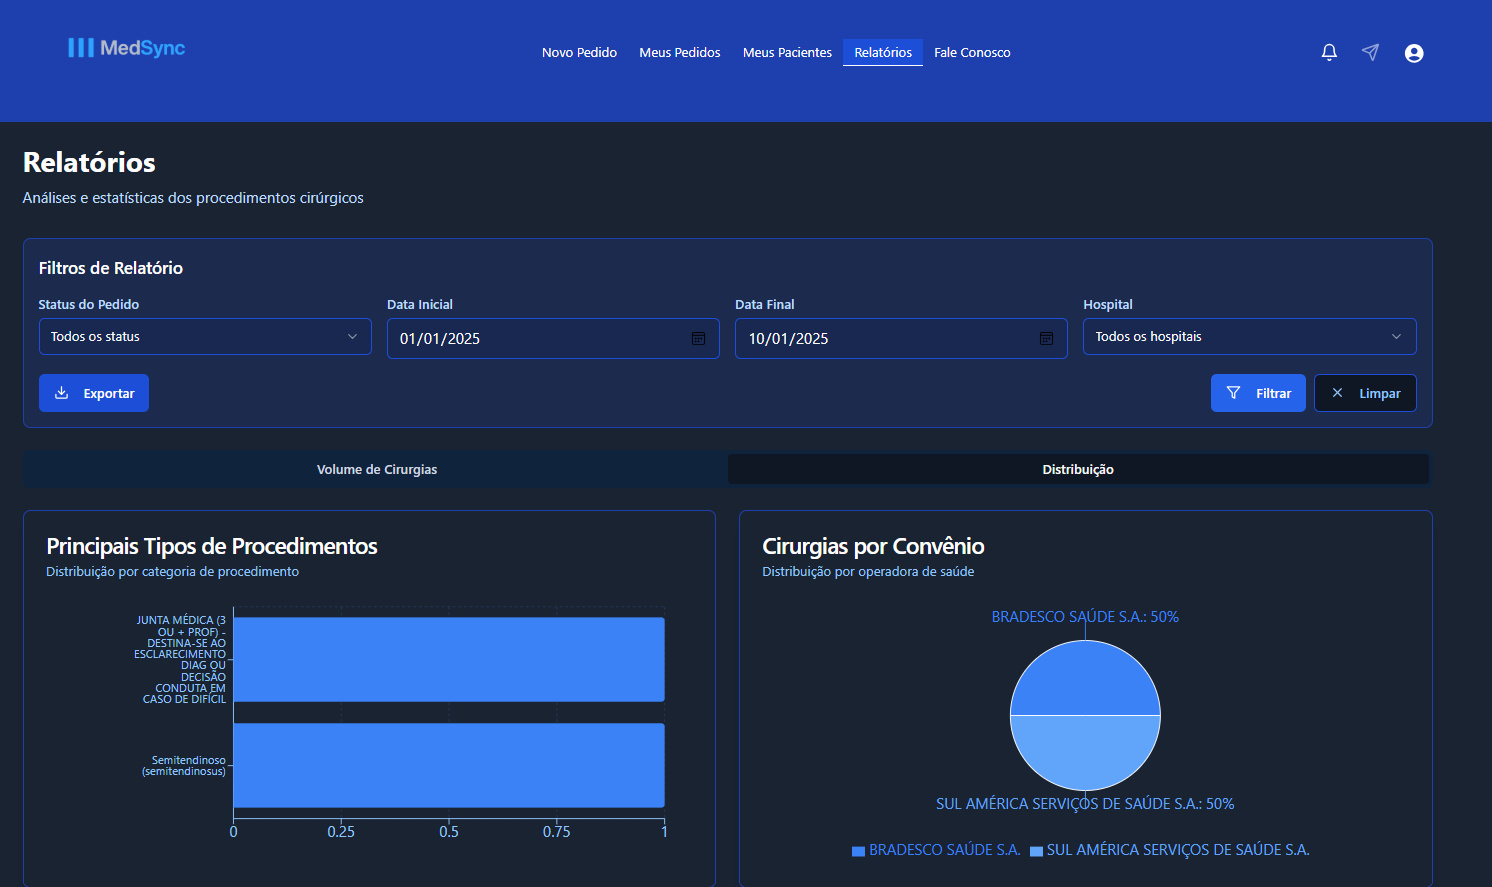 MedSync
Novo Pedido
Meus Pedidos
Meus Pacientes
Relatórios
Fale Conosco
Relatórios
Análises e estatísticas dos procedimentos cirúrgicos
Filtros de Relatório
Status do Pedido
Todos os status
Data Inicial
01/01/2025
Data Final
10/01/2025
Hospital
Todos os hospitais
Exportar
Filtrar
Limpar
Volume de Cirurgias
Distribuição
Principais Tipos de Procedimentos
Distribuição por categoria de procedimento
JUNTA MÉDICA (3
OU + PROF) -
DESTINA-SE AO
ESCLARECIMENTO
DIAG OU
DECISÃO
CONDUTA EM
CASO DE DIFÍCIL
Semitendinoso
(semitendinosus)
0
0.25
0.5
0.75
1
Cirurgias por Convênio
Distribuição por operadora de saúde
BRADESCO SAÚDE S.A.: 50%
SUL AMÉRICA SERVIÇOS DE SAÚDE S.A.: 50%
BRADESCO SAÚDE S.A.
SUL AMÉRICA SERVIÇOS DE SAÚDE S.A.